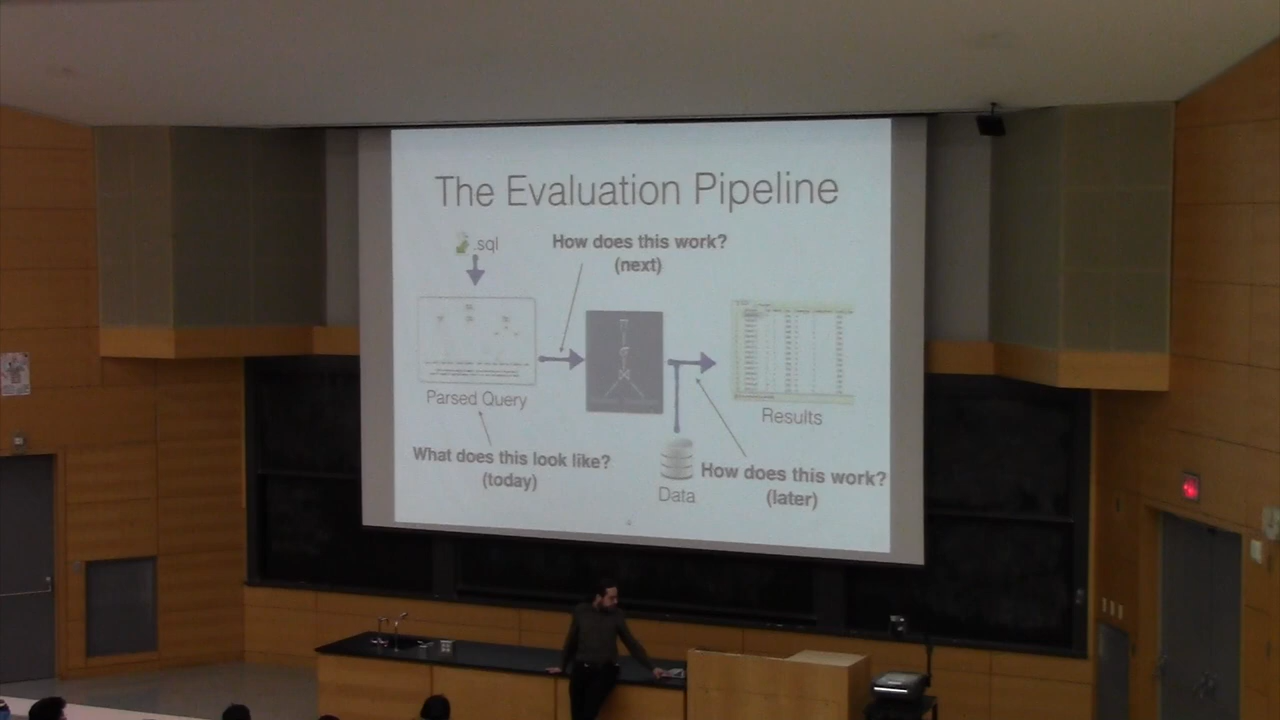 The Evaluation Pipeline
.sql
How does this work?
(next)
Parsed Query
Results
What does this look like?
(today)
Data
How does this work?
(later)